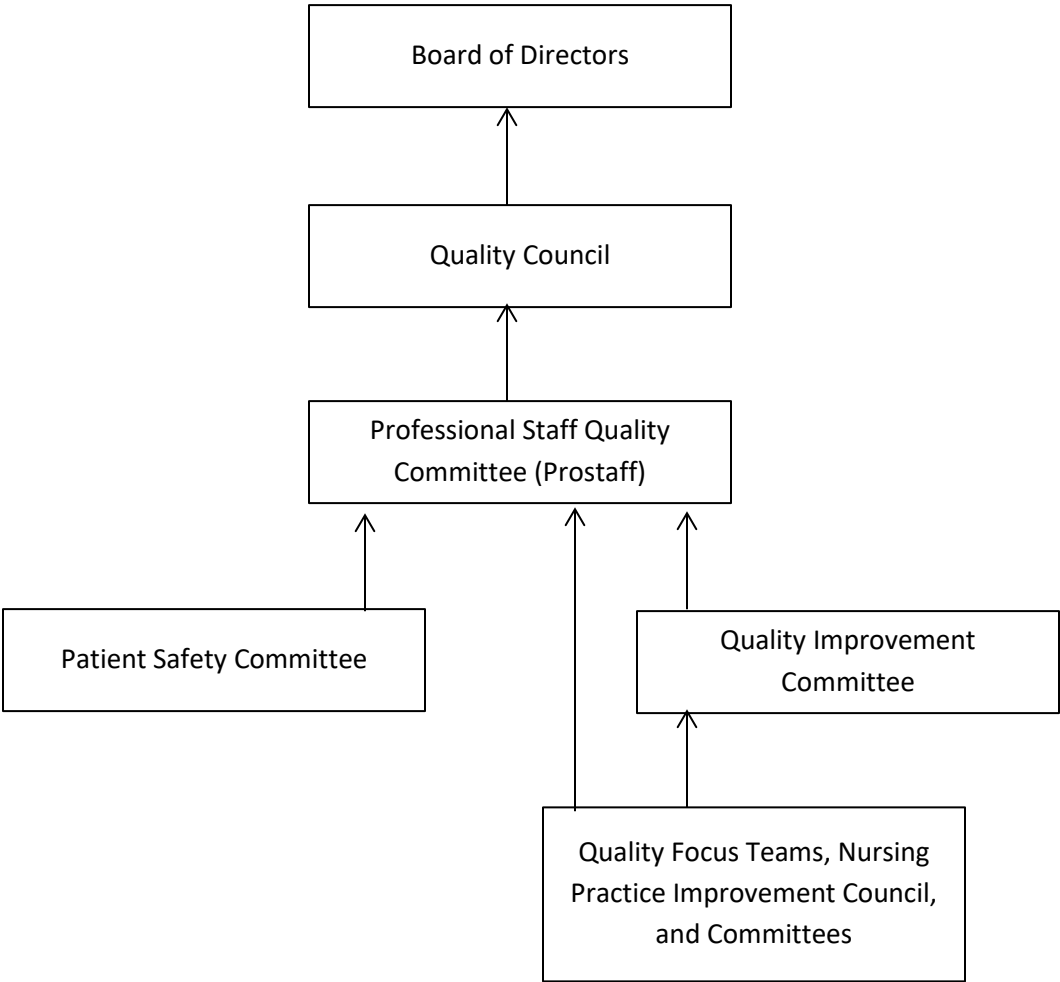 Board of Directors
Quality Council
Professional Staff Quality
Committee (Prostaff)
Patient Safety Committee
Quality Improvement
Committee
Quality Focus Teams, Nursing
Practice Improvement Council,
and Committees